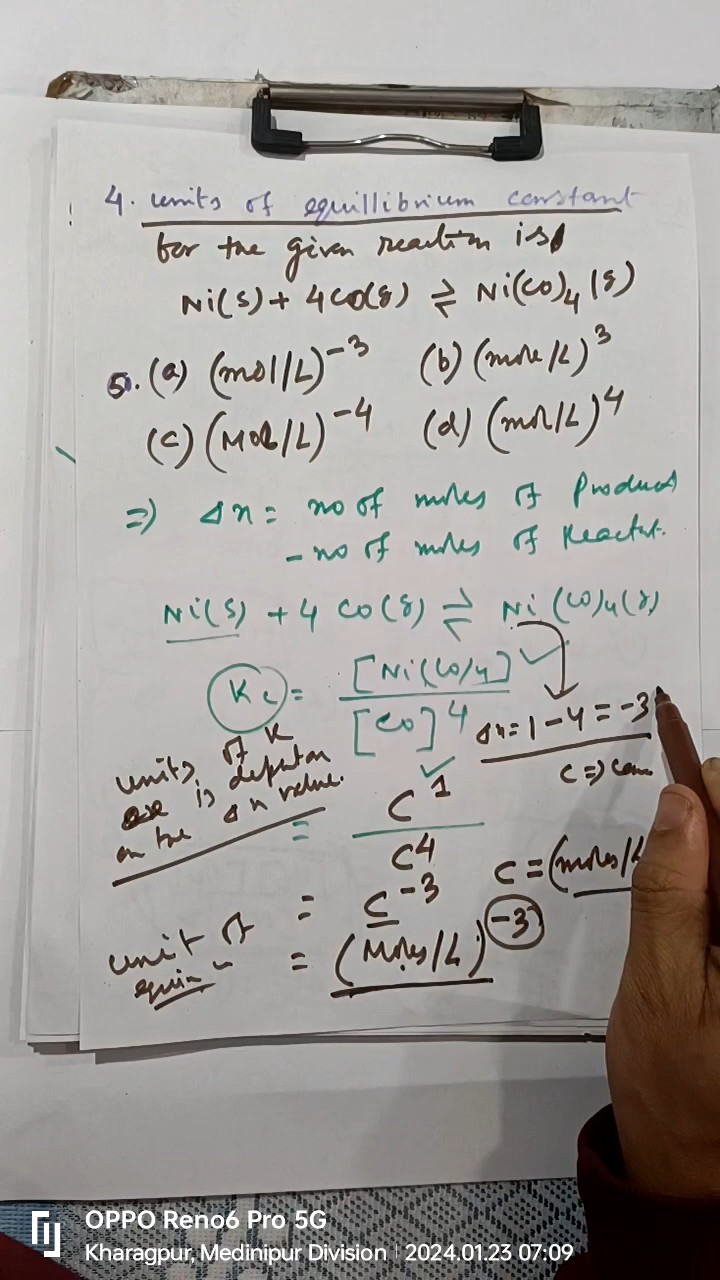 4. units of equillibrium constant
for the given reaction is
Ni(s) + 4CO(g) ⇌ Ni(CO)4 (g)
5. (a) (mol/L)^-3 (b) (mole/L)^3
(c) (MOL/L)^-4 (d) (mol/L)^4
=> Δn = no of moles of Product
- no of moles of Reactat.
Ni(s) + 4 CO(g) ⇌ Ni(CO)4(g)
Kc = [Ni(CO)4] / [CO]^4
Δn = 1 - 4 = -3
units of K
is
on the Δn value.
C =>
= C^1 / C^4
= C^-3
C = (moles/L
unit of
= (Moles/L)^-3
OPPO Reno6 Pro 5G
Kharagpur, Medinipur Division | 2024.01.23 07:09